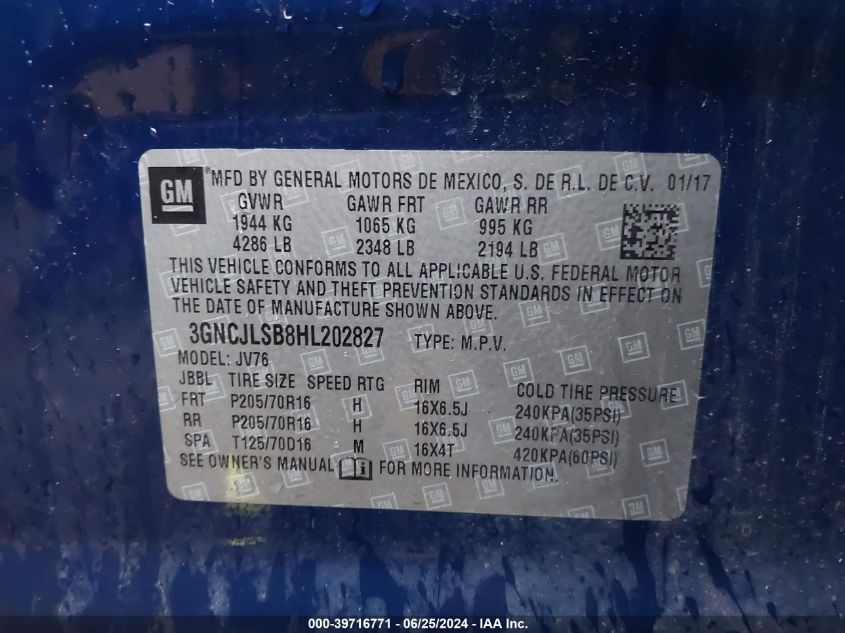 GM ® MFD BY GENERAL MOTORS DE MEXICO, S. DE R.L. DE C.V. 01/17
GVWR GAWR FRT GAWR RR
1944 KG 1065 KG 995 KG
4286 LB 2348 LB 2194 LB
THIS VEHICLE CONFORMS TO ALL APPLICABLE U.S. FEDERAL MOTOR
VEHICLE SAFETY AND THEFT PREVENTION STANDARDS IN EFFECT ON
THE DATE OF MANUFACTURE SHOWN ABOVE.
3GNCJLSB8HL202827 TYPE: M.P.V.
MODEL: JV76
JBBL TIRE SIZE SPEED RTG RIM COLD TIRE PRESSURE
FRT P205/70R16 H 16X6.5J 240KPA(35PSI)
RR P205/70R16 H 16X6.5J 240KPA(35PSI)
SPA T125/70D16 M 16X4T 420KPA(60PSI)
SEE OWNER'S MANUAL i FOR MORE INFORMATION.
000-39716771 - 06/25/2024 - IAAI.com